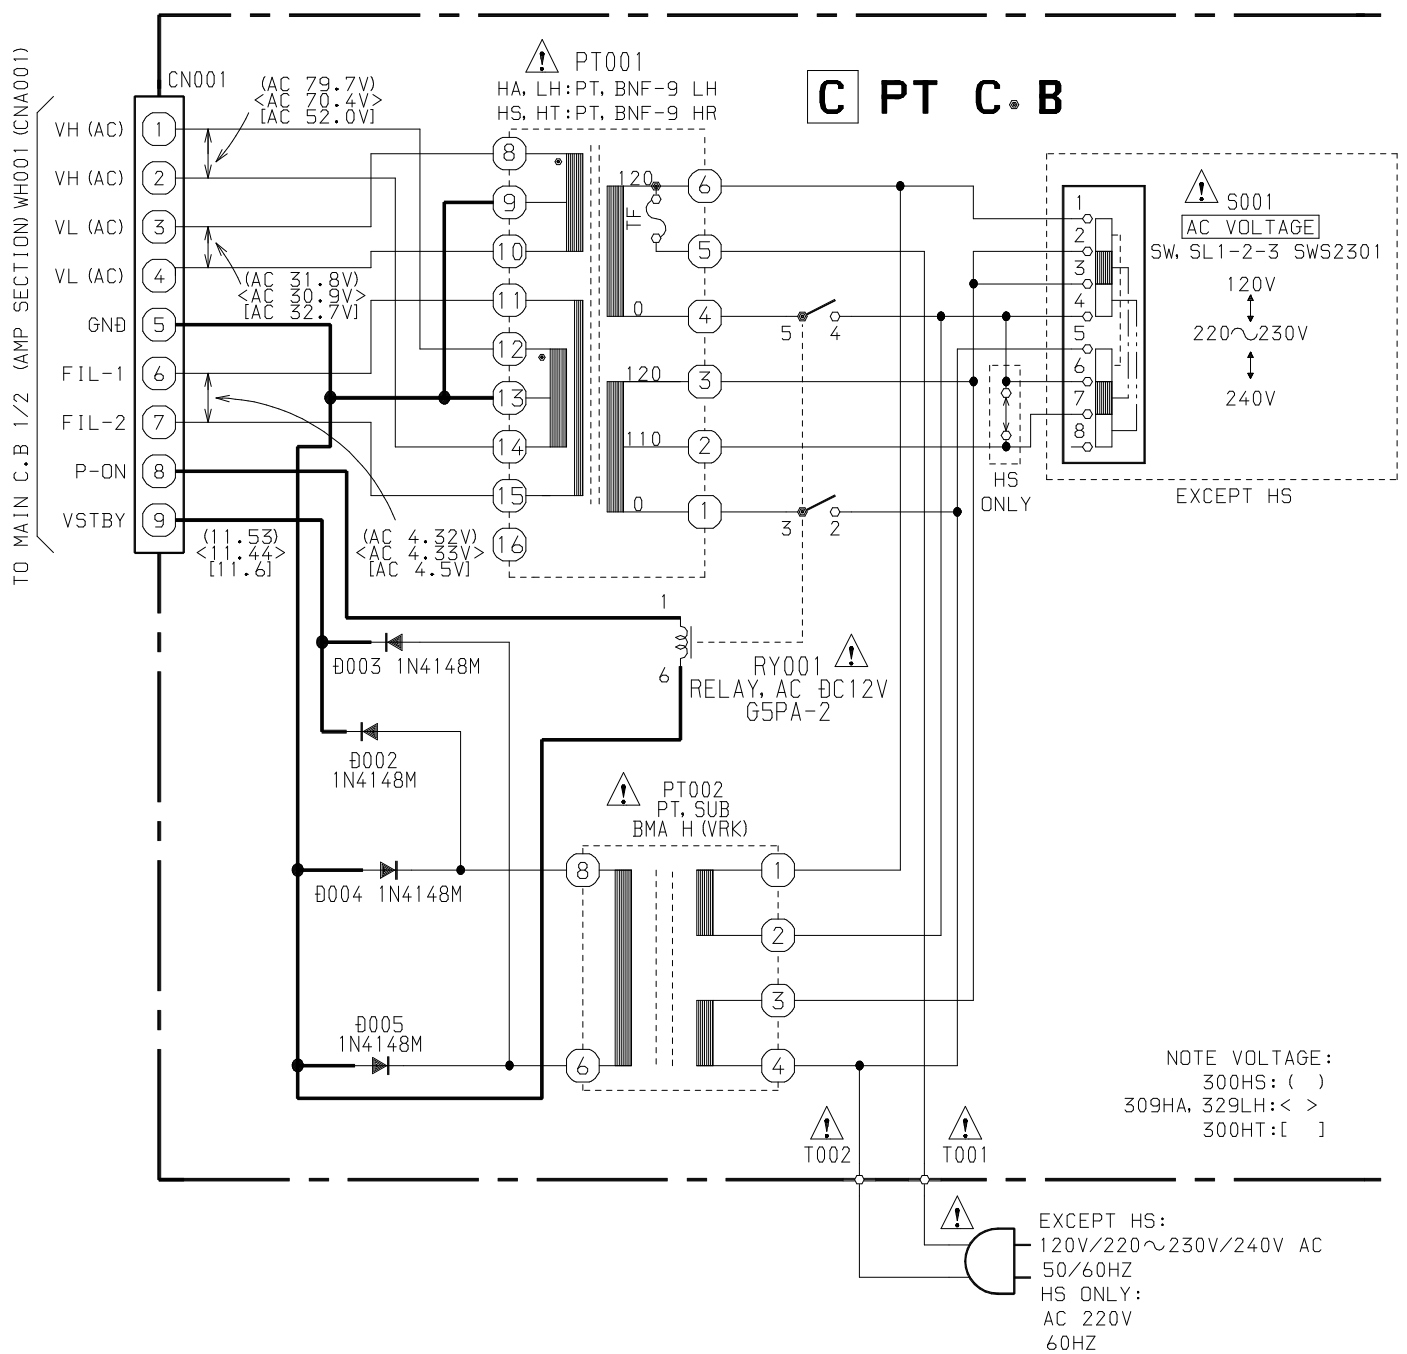 TO MAIN C.B 1/2 (AMP SECTION) WH001 (CNA001)
CN001
VH (AC) 1
VH (AC) 2
VL (AC) 3
VL (AC) 4
GND 5
FIL-1 6
FIL-2 7
P-ON 8
VSTBY 9
(AC 79.7V)
<AC 70.4V>
[AC 52.0V]
(AC 31.8V)
<AC 30.9V>
[AC 32.7V]
(AC 4.32V)
<AC 4.33V>
[AC 4.5V]
(11.53)
<11.44>
[11.6]
PT001
HA, LH:PT, BNF-9 LH
HS, HT:PT, BNF-9 HR
8
9
10
11
12
13
14
15
16
120
TF
0
120
110
0
6
5
4
3
2
1
5 4
3 2
C PT C.B
S001
AC VOLTAGE
SW, SL1-2-3 SWS2301
120V
220~230V
240V
1
2
3
4
5
6
7
8
EXCEPT HS
HS
ONLY
1
6
RY001
RELAY, AC DC12V
G5PA-2
D003 1N4148M
D002
1N4148M
D004 1N4148M
D005
1N4148M
PT002
PT, SUB
BMA H (VRK)
8
6
1
2
3
4
NOTE VOLTAGE:
300HS: ( )
309HA, 329LH:< >
300HT:[ ]
T002
T001
EXCEPT HS:
120V/220~230V/240V AC
50/60HZ
HS ONLY:
AC 220V
60HZ